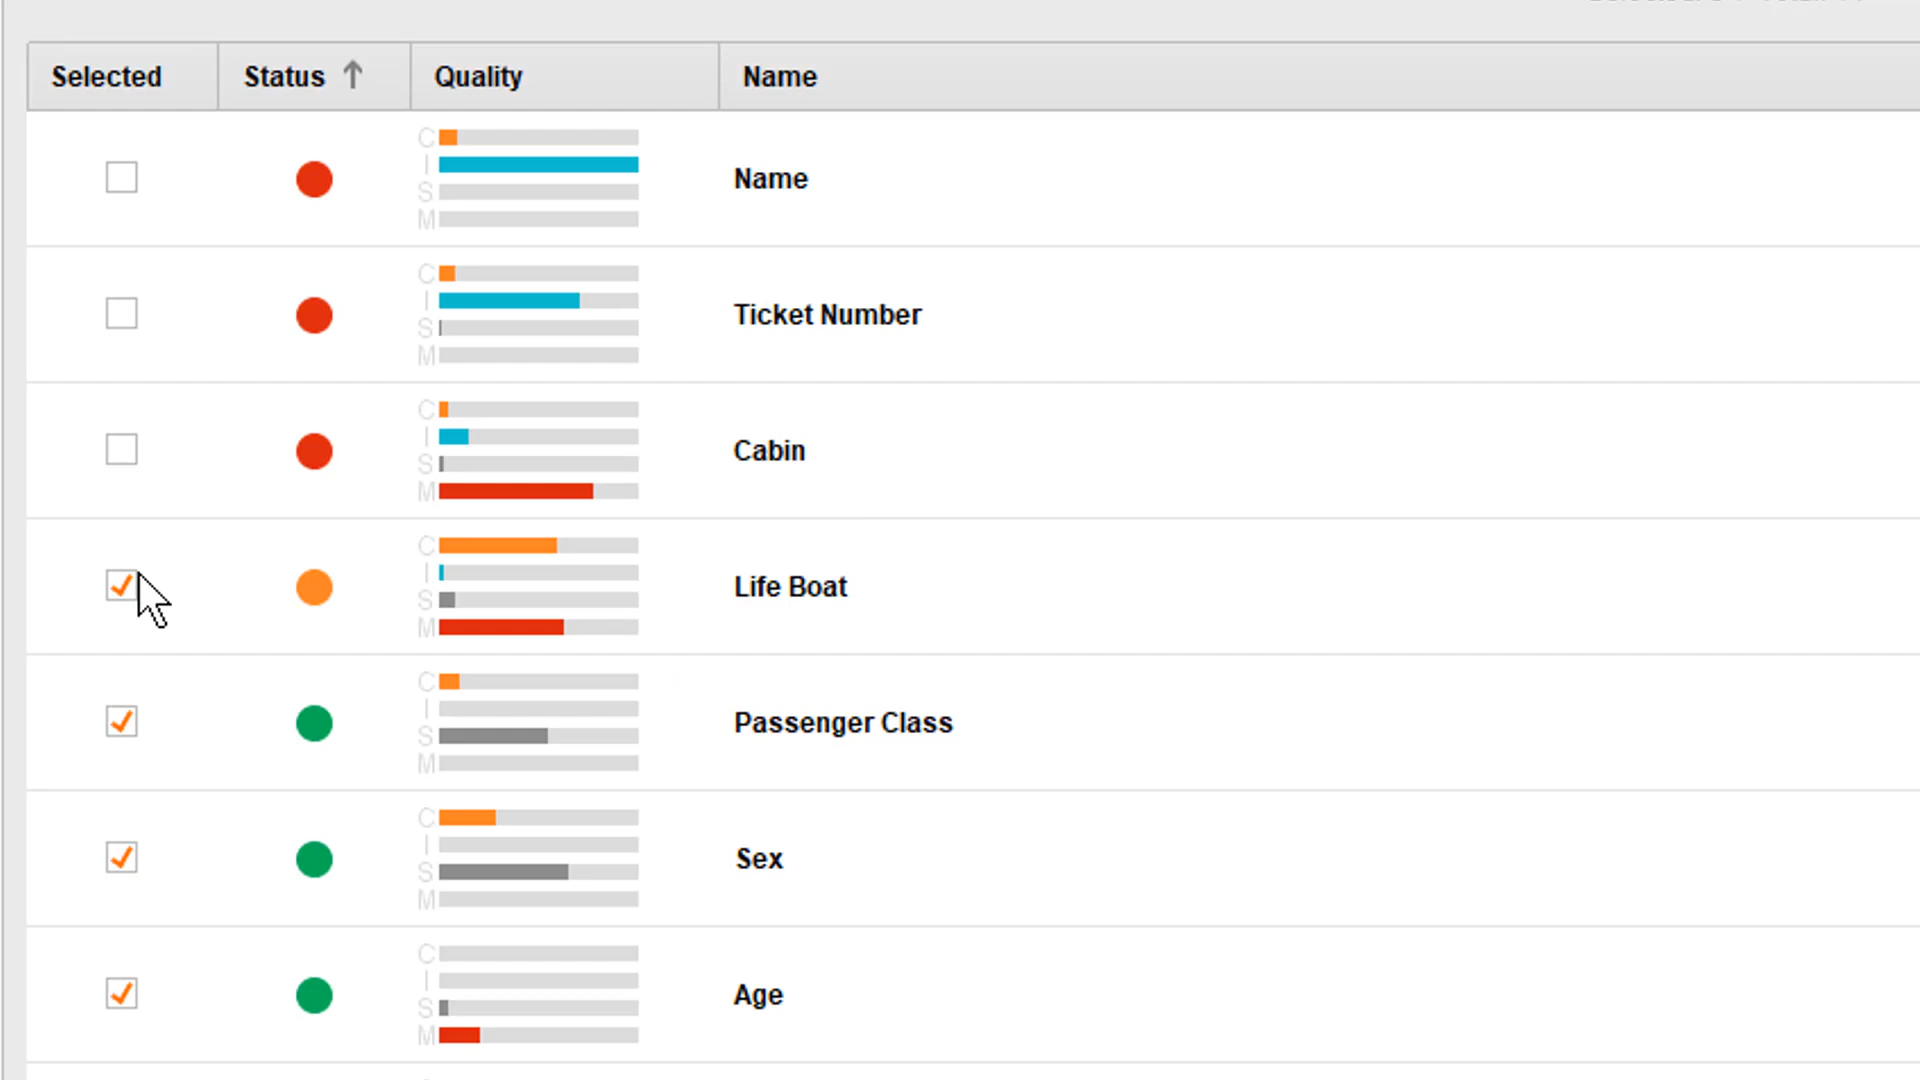 Selected Status Quality Name
C
I
S
M
Name
C
I
S
M
Ticket Number
C
I
S
M
Cabin
C
I
S
M
Life Boat
C
I
S
M
Passenger Class
C
I
S
M
Sex
C
I
S
M
Age